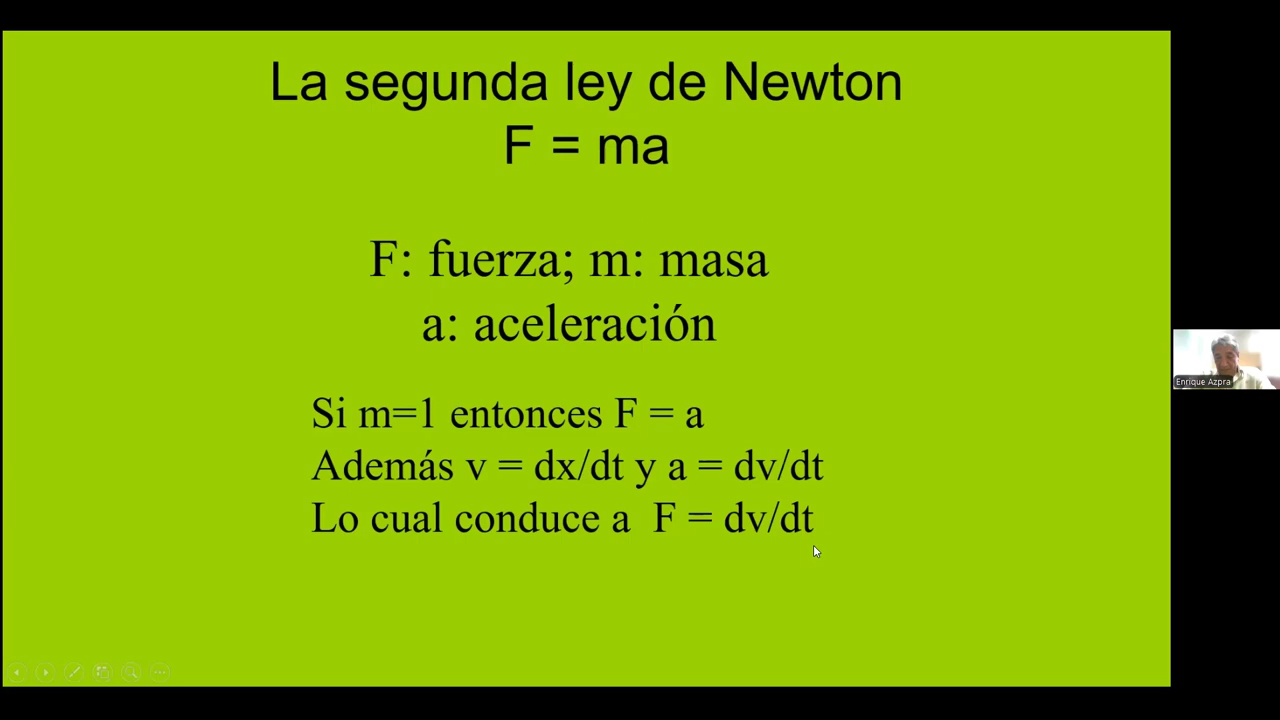 La segunda ley de Newton
F = ma
F: fuerza; m: masa
a: aceleración
Si m=1 entonces F = a
Además v = dx/dt y a = dv/dt
Lo cual conduce a F = dv/dt
Enrique Azpra